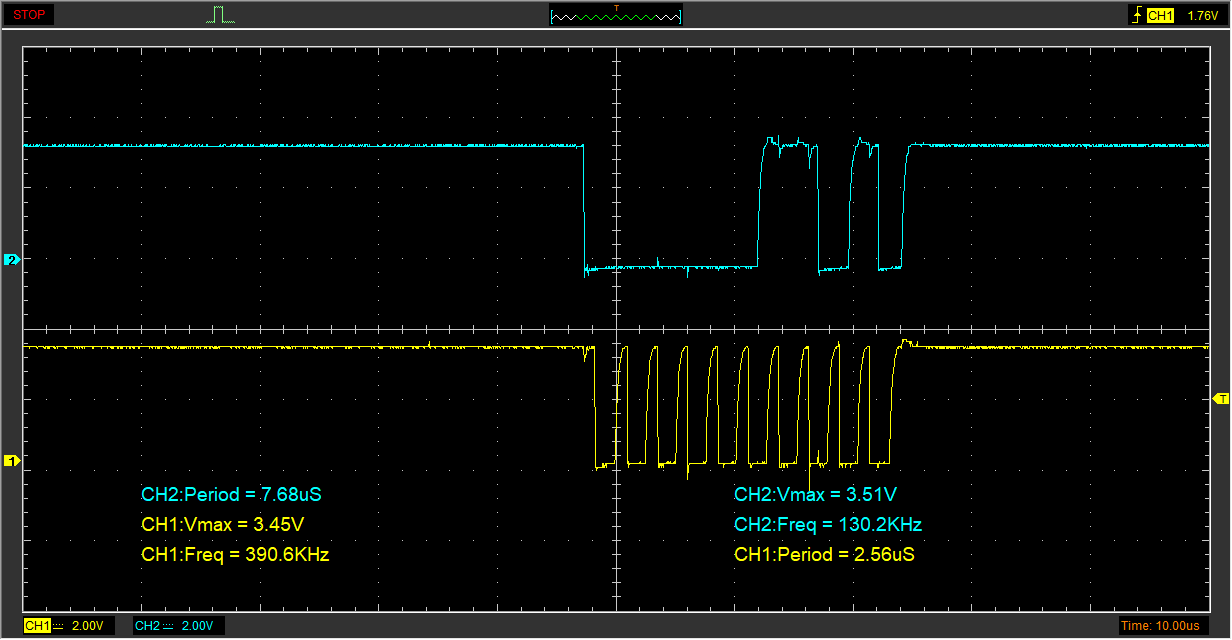 STOP
T
CH1 1.76V
2
T
1
CH2:Period = 7.68uS
CH2:Vmax = 3.51V
CH1:Vmax = 3.45V
CH2:Freq = 130.2KHz
CH1:Freq = 390.6KHz
CH1:Period = 2.56uS
CH1 2.00V
CH2 2.00V
Time: 10.00us